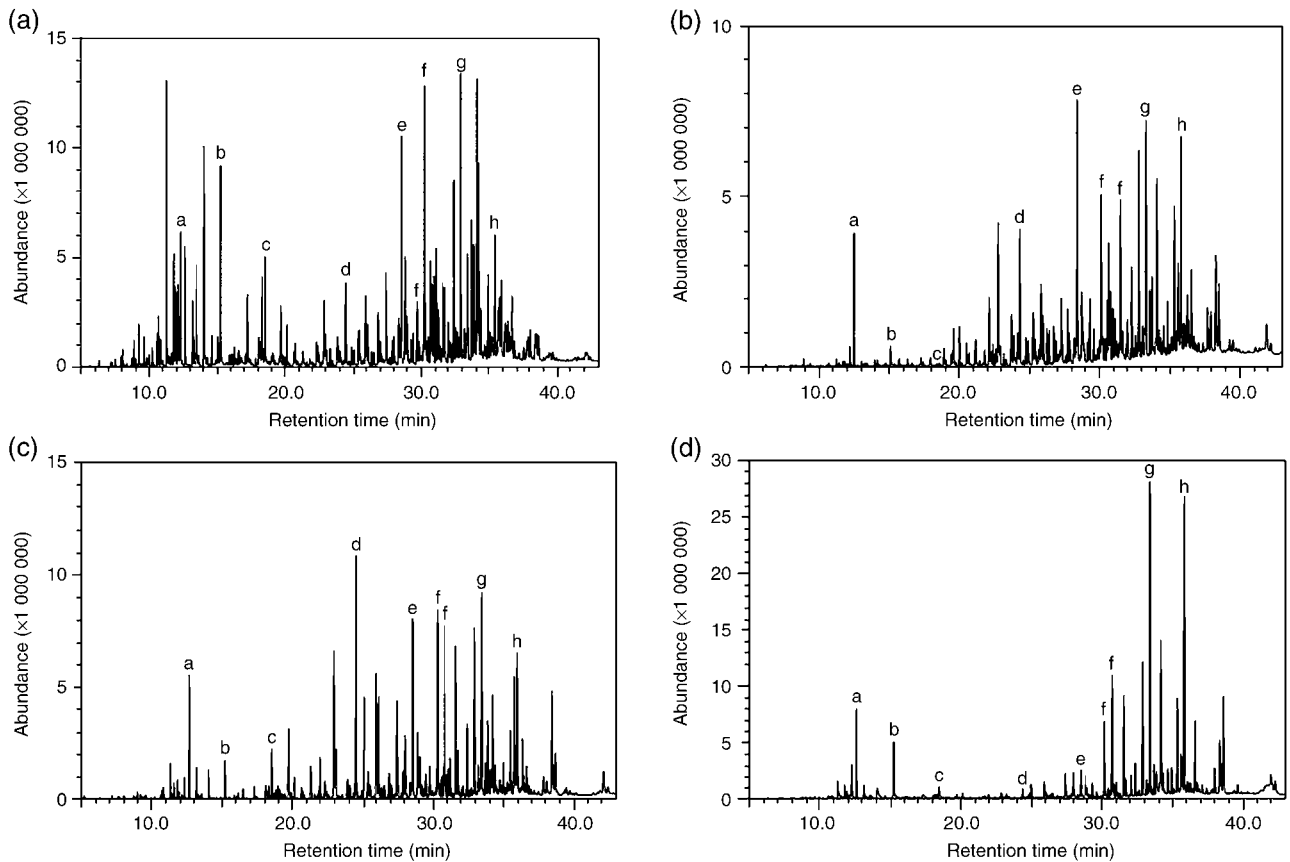 (a)
15
10
5
0
Abundance (×1 000 000)
a
b
c
d
e
f
f
g
h
10.0 20.0 30.0 40.0
Retention time (min)
(b)
10
5
0
Abundance (×1 000 000)
a
b
c
d
e
f
f
g
h
10.0 20.0 30.0 40.0
Retention time (min)
(c)
15
10
5
0
Abundance (×1 000 000)
a
b
c
d
e
f
f
g
h
10.0 20.0 30.0 40.0
Retention time (min)
(d)
30
25
20
15
10
5
0
Abundance (×1 000 000)
a
b
c
d
e
f
f
g
h
10.0 20.0 30.0 40.0
Retention time (min)